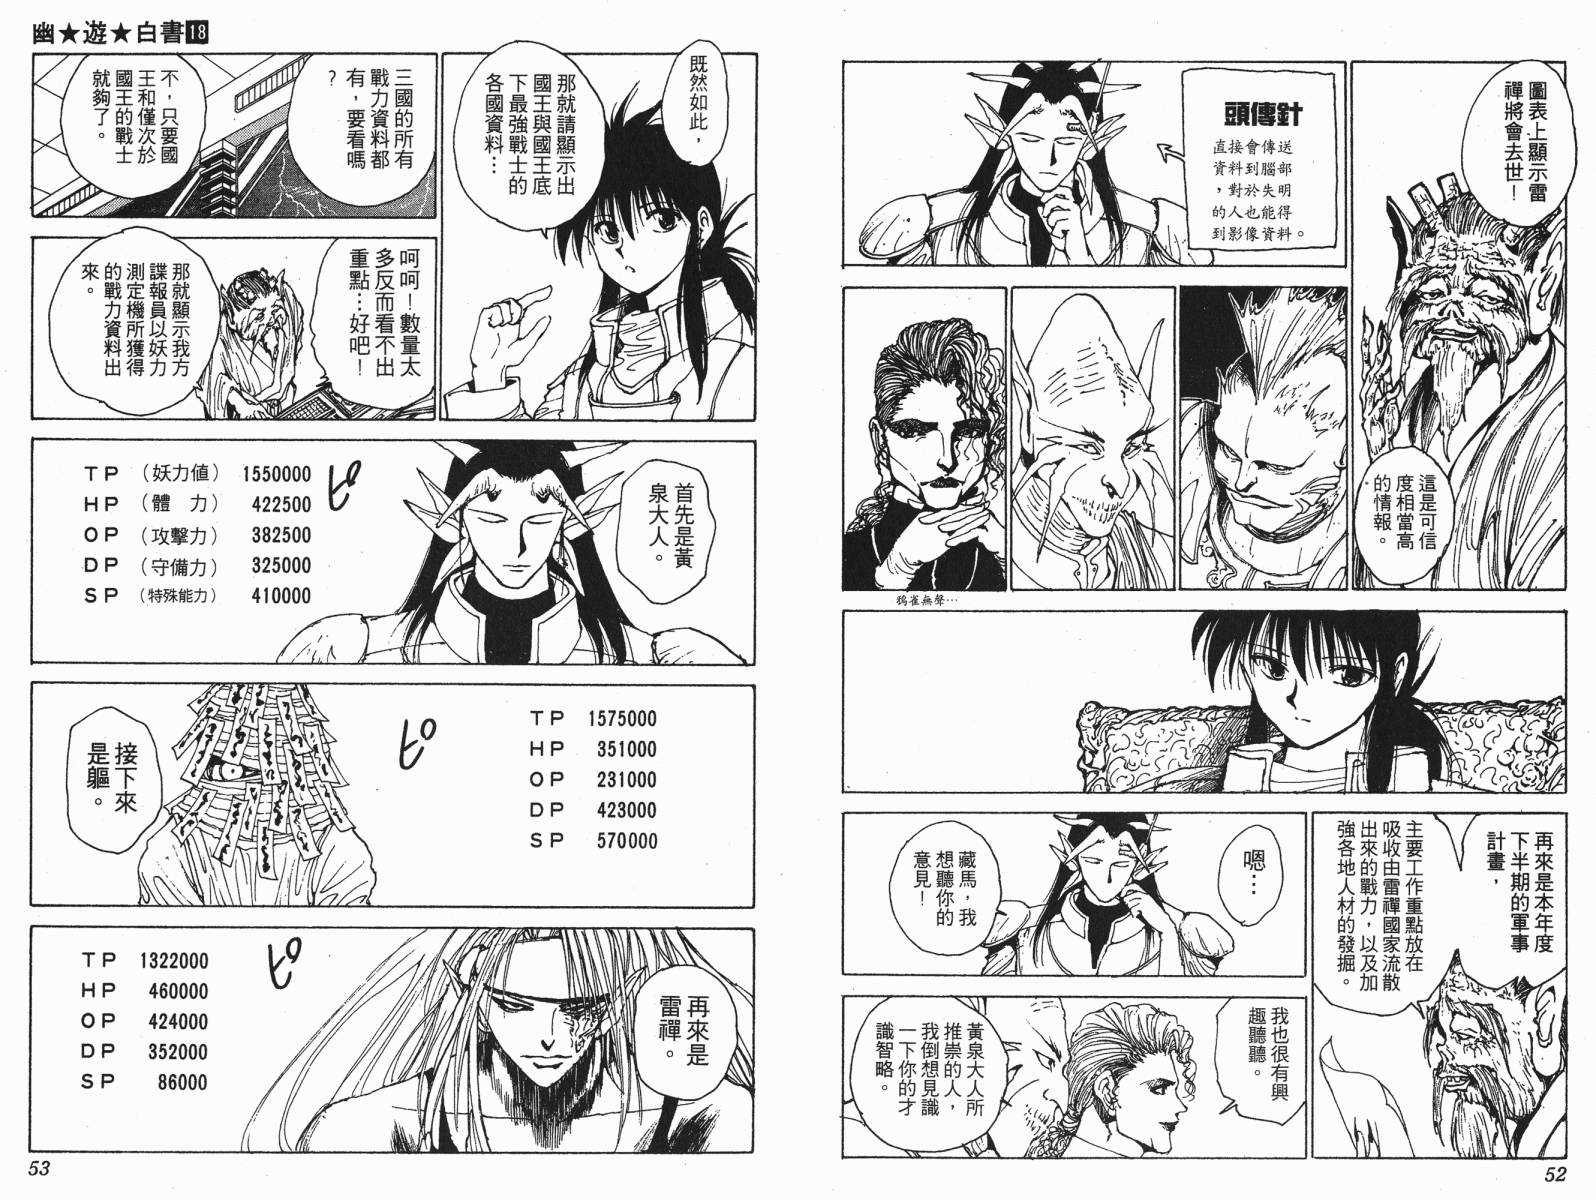 圖表上顯示雷
禪將會去世！
這是可信
度相當高
的情報。
頭傳針
直接會傳送
資料到腦部
，對於失明
的人也能得
到影像資料。
鴉雀無聲…
再來是本年度
下半期的軍事
計畫，
主要工作重點放在
吸收由雷禪國家流散
出來的戰力，以及加
強各地人材的發掘。
嗯…
藏馬，我
想聽你的
意見！
我也很有興
趣聽聽。
黃泉大人所
推崇的人，
我倒想見識
一下你的才
識智略。
52
幽★遊★白書18
既然如此，
那就請顯示出
國王與國王底
下最強戰士的
各國資料…
三國的所有
戰力資料都
有，要看嗎
？
不，只要國
王和僅次於
國王的戰士
就夠了。
呵呵！數量太
多反而看不出
重點…好吧！
那就顯示我方
諜報員以妖力
測定機所獲得
的戰力資料出
來。
首先是黃
泉大人。
ピ
TP（妖力値）1550000
HP（體　力）422500
OP（攻擊力）382500
DP（守備力）325000
SP（特殊能力）410000
接下來
是軀。
ピ
TP 1575000
HP 351000
OP 231000
DP 423000
SP 570000
再來是
雷禪。
ピ
TP 1322000
HP 460000
OP 424000
DP 352000
SP 86000
53